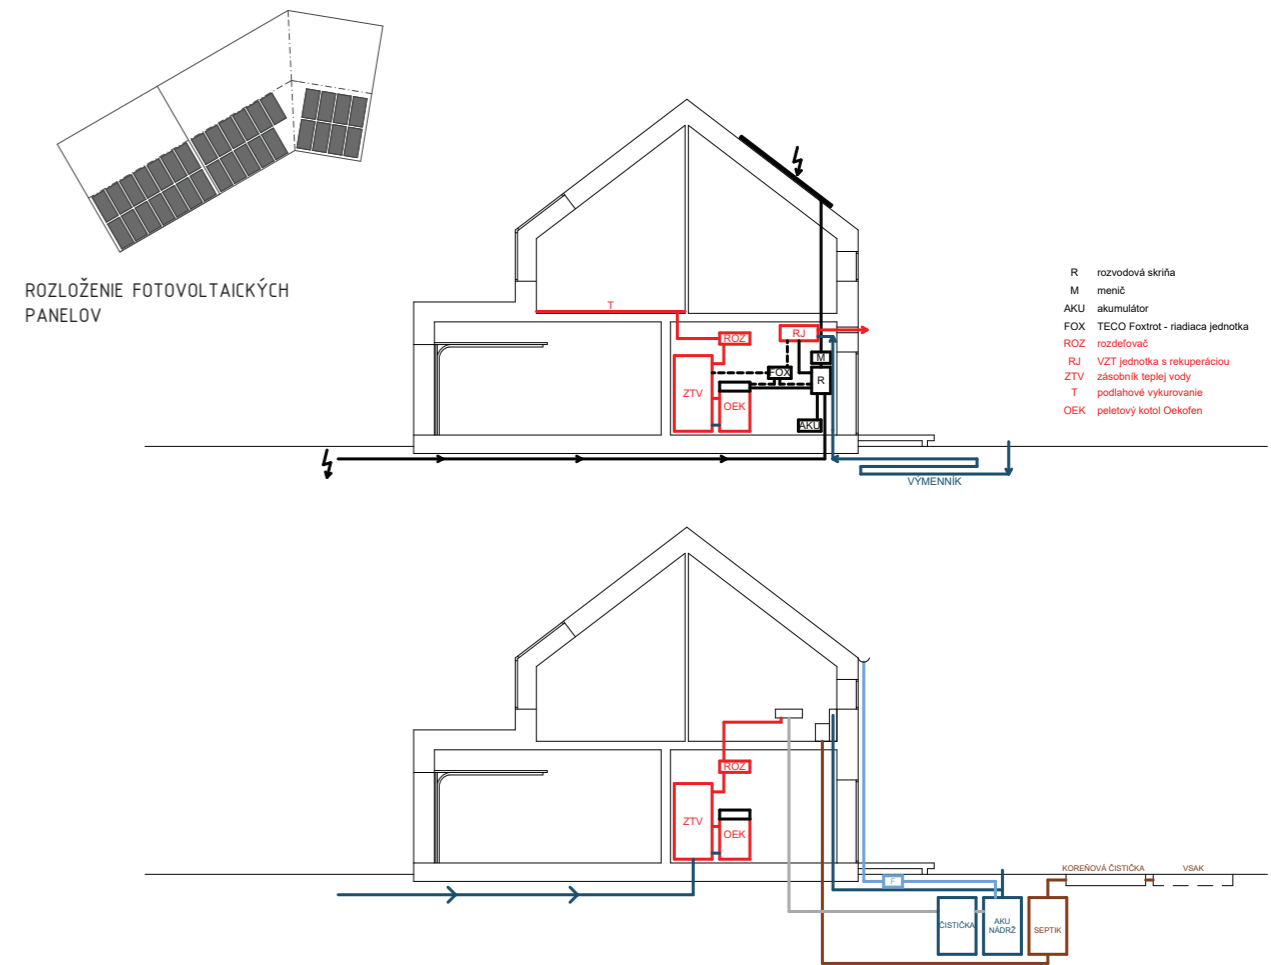 ROZLOŽENIE FOTOVOLTAICKÝCH
PANELOV
T
ROZ
RJ
M
FOX
R
ZTV
OEK
AKU
VÝMENNÍK
R rozvodová skriňa
M menič
AKU akumulátor
FOX TECO Foxtrot - riadiaca jednotka
ROZ rozdeľovač
RJ VZT jednotka s rekuperáciou
ZTV zásobník teplej vody
T podlahové vykurovanie
OEK peletový kotol Oekofen
ROZ
ZTV
OEK
KOREŇOVÁ ČISTIČKA
VSAK
F
ČISTIČKA
AKU
NÁDRŽ
SEPTIK